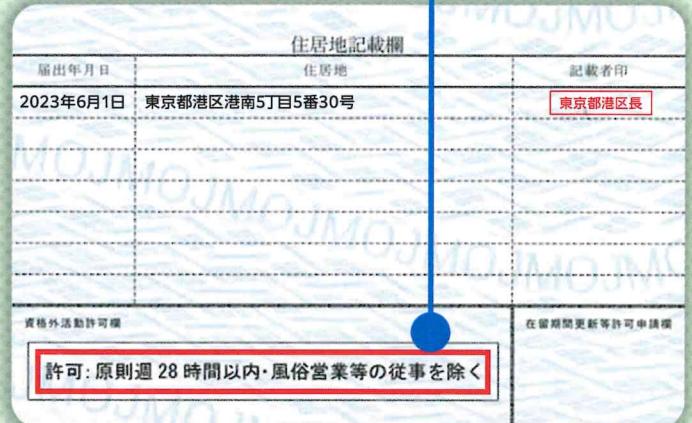 住居地記載欄
届出年月日 住居地 記載者印
2023年6月1日 東京都港区港南5丁目5番30号 東京都港区長
MOJMOJMOJMOJMOJMOJMOJM
資格外活動許可欄 在留期間更新等許可申請欄
許可: 原則週 28 時間以内・風俗営業等の従事を除く